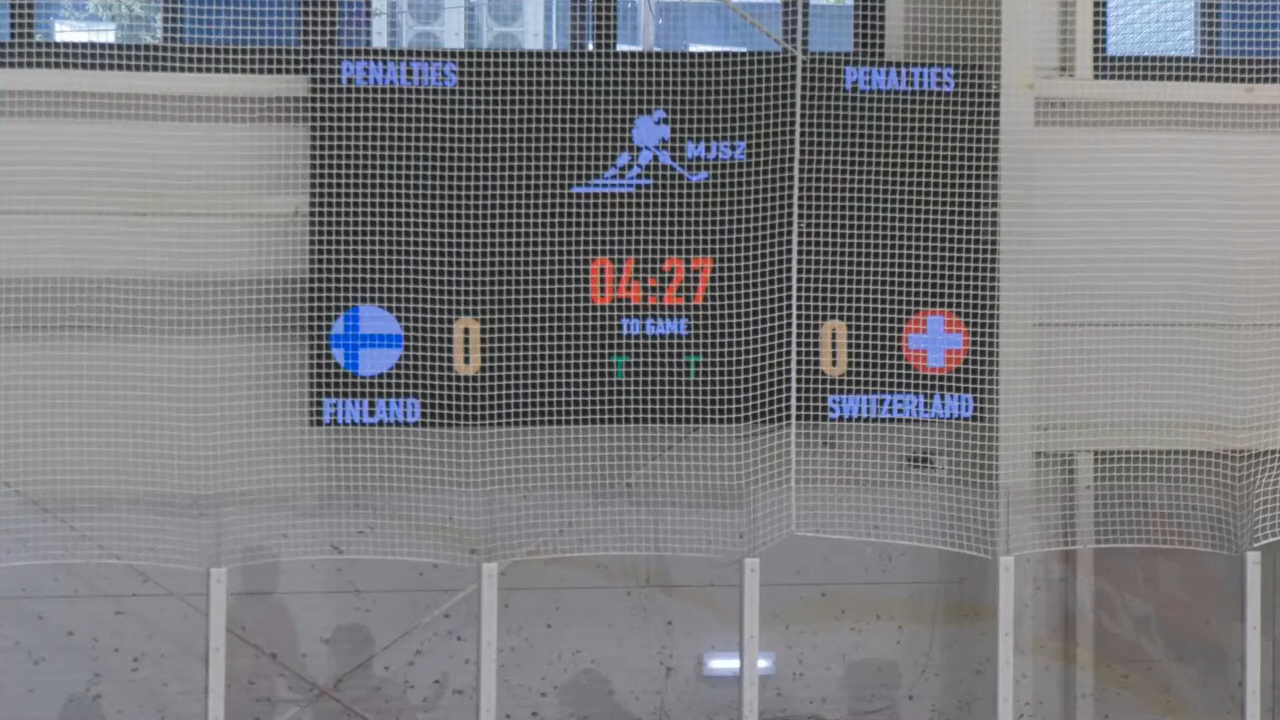 PENALTIES
PENALTIES
MJSZ
04:27
TO GAME
0
0
T T
FINLAND
SWITZERLAND